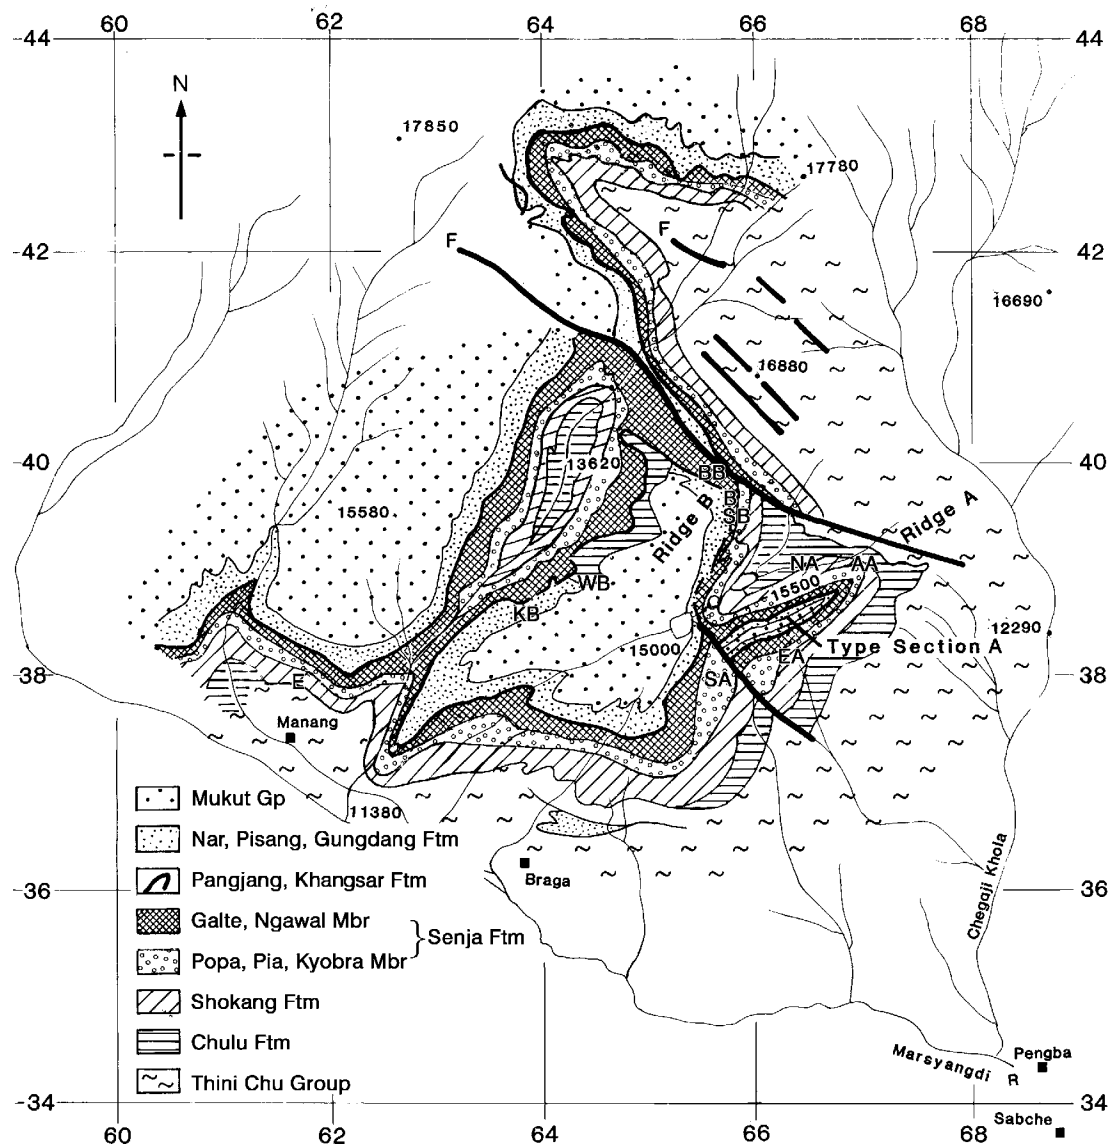 60 62 64 66 68
44 44
N
17850
17780
F
F
42 42
16690
16880
40 40
13620
BB
B
SB
15580
Ridge B
Ridge A
NA AA
15500
WB
KB
12290
15000
Type Section A
EA
SA
38
38
E
Manang
11380
Mukut Gp
Nar, Pisang, Gungdang Ftm
Pangjang, Khangsar Ftm
Galte, Ngawal Mbr
Senja Ftm
Popa, Pia, Kyobra Mbr
Shokang Ftm
Chulu Ftm
Thini Chu Group
Braga
36 36
Chegaji Khola
Marsyangdi R
Pengba
Sabche
34 34
60 62 64 66 68